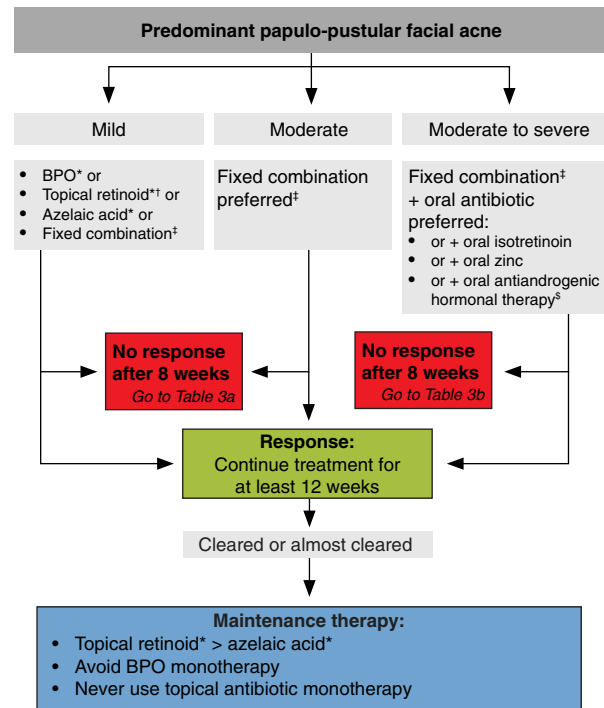 Predominant papulo-pustular facial acne
Mild
Moderate
Moderate to severe
• BPO* or
• Topical retinoid*† or
• Azelaic acid* or
• Fixed combination‡
Fixed combination
preferred‡
Fixed combination‡
+ oral antibiotic
preferred:
• or + oral isotretinoin
• or + oral zinc
• or + oral antiandrogenic
hormonal therapy$
No response
after 8 weeks
Go to Table 3a
No response
after 8 weeks
Go to Table 3b
Response:
Continue treatment for
at least 12 weeks
Cleared or almost cleared
Maintenance therapy:
• Topical retinoid* > azelaic acid*
• Avoid BPO monotherapy
• Never use topical antibiotic monotherapy